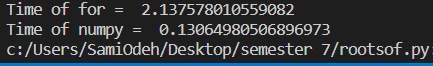 Time of for =  2.137578010559082
Time of numpy =  0.13064980506896973
c:/Users/SamiOdeh/Desktop/semester 7/rootsof.py: